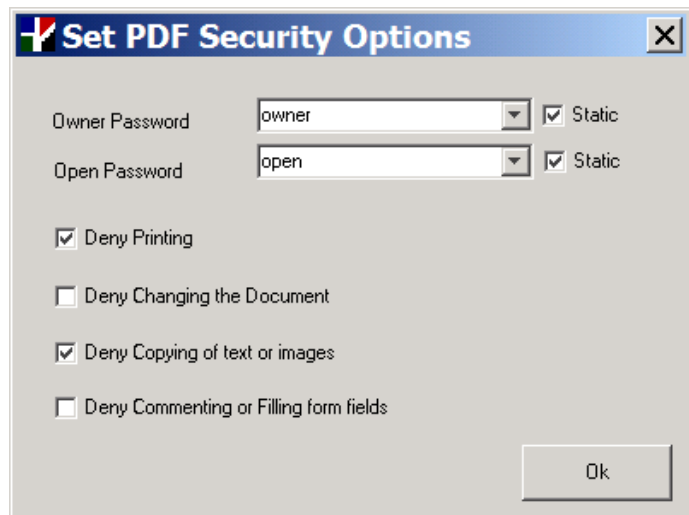 Set PDF Security Options
Owner Password owner Static
Open Password open Static
Deny Printing
Deny Changing the Document
Deny Copying of text or images
Deny Commenting or Filling form fields
Ok